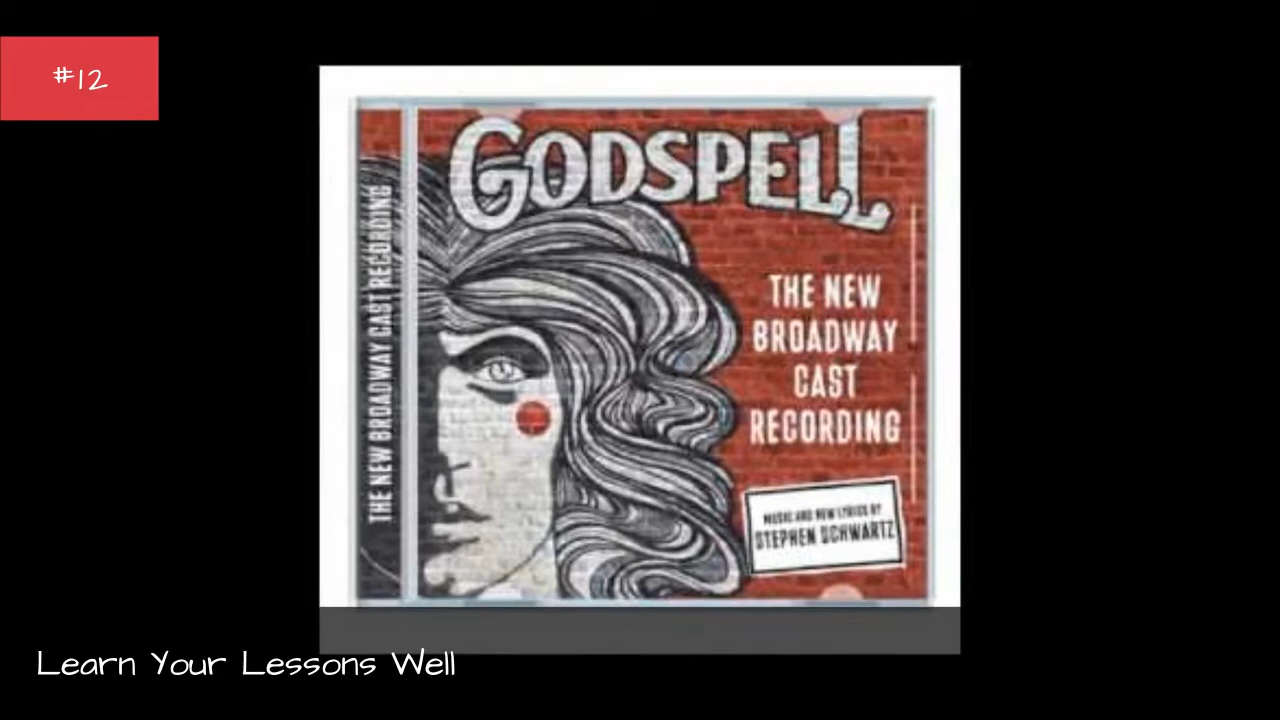 #12
GODSPELL
THE NEW BROADWAY CAST RECORDING
THE NEW
BROADWAY
CAST
RECORDING
MUSIC AND NEW LYRICS BY
STEPHEN SCHWARTZ
Learn Your Lessons Well